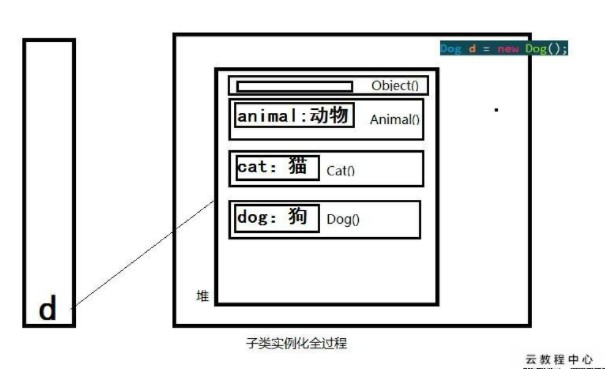 Dog d = new Dog();
Object()
animal:动物 Animal()
cat: 猫 Cat()
dog: 狗 Dog()
d
堆
子类实例化全过程
云教程中心